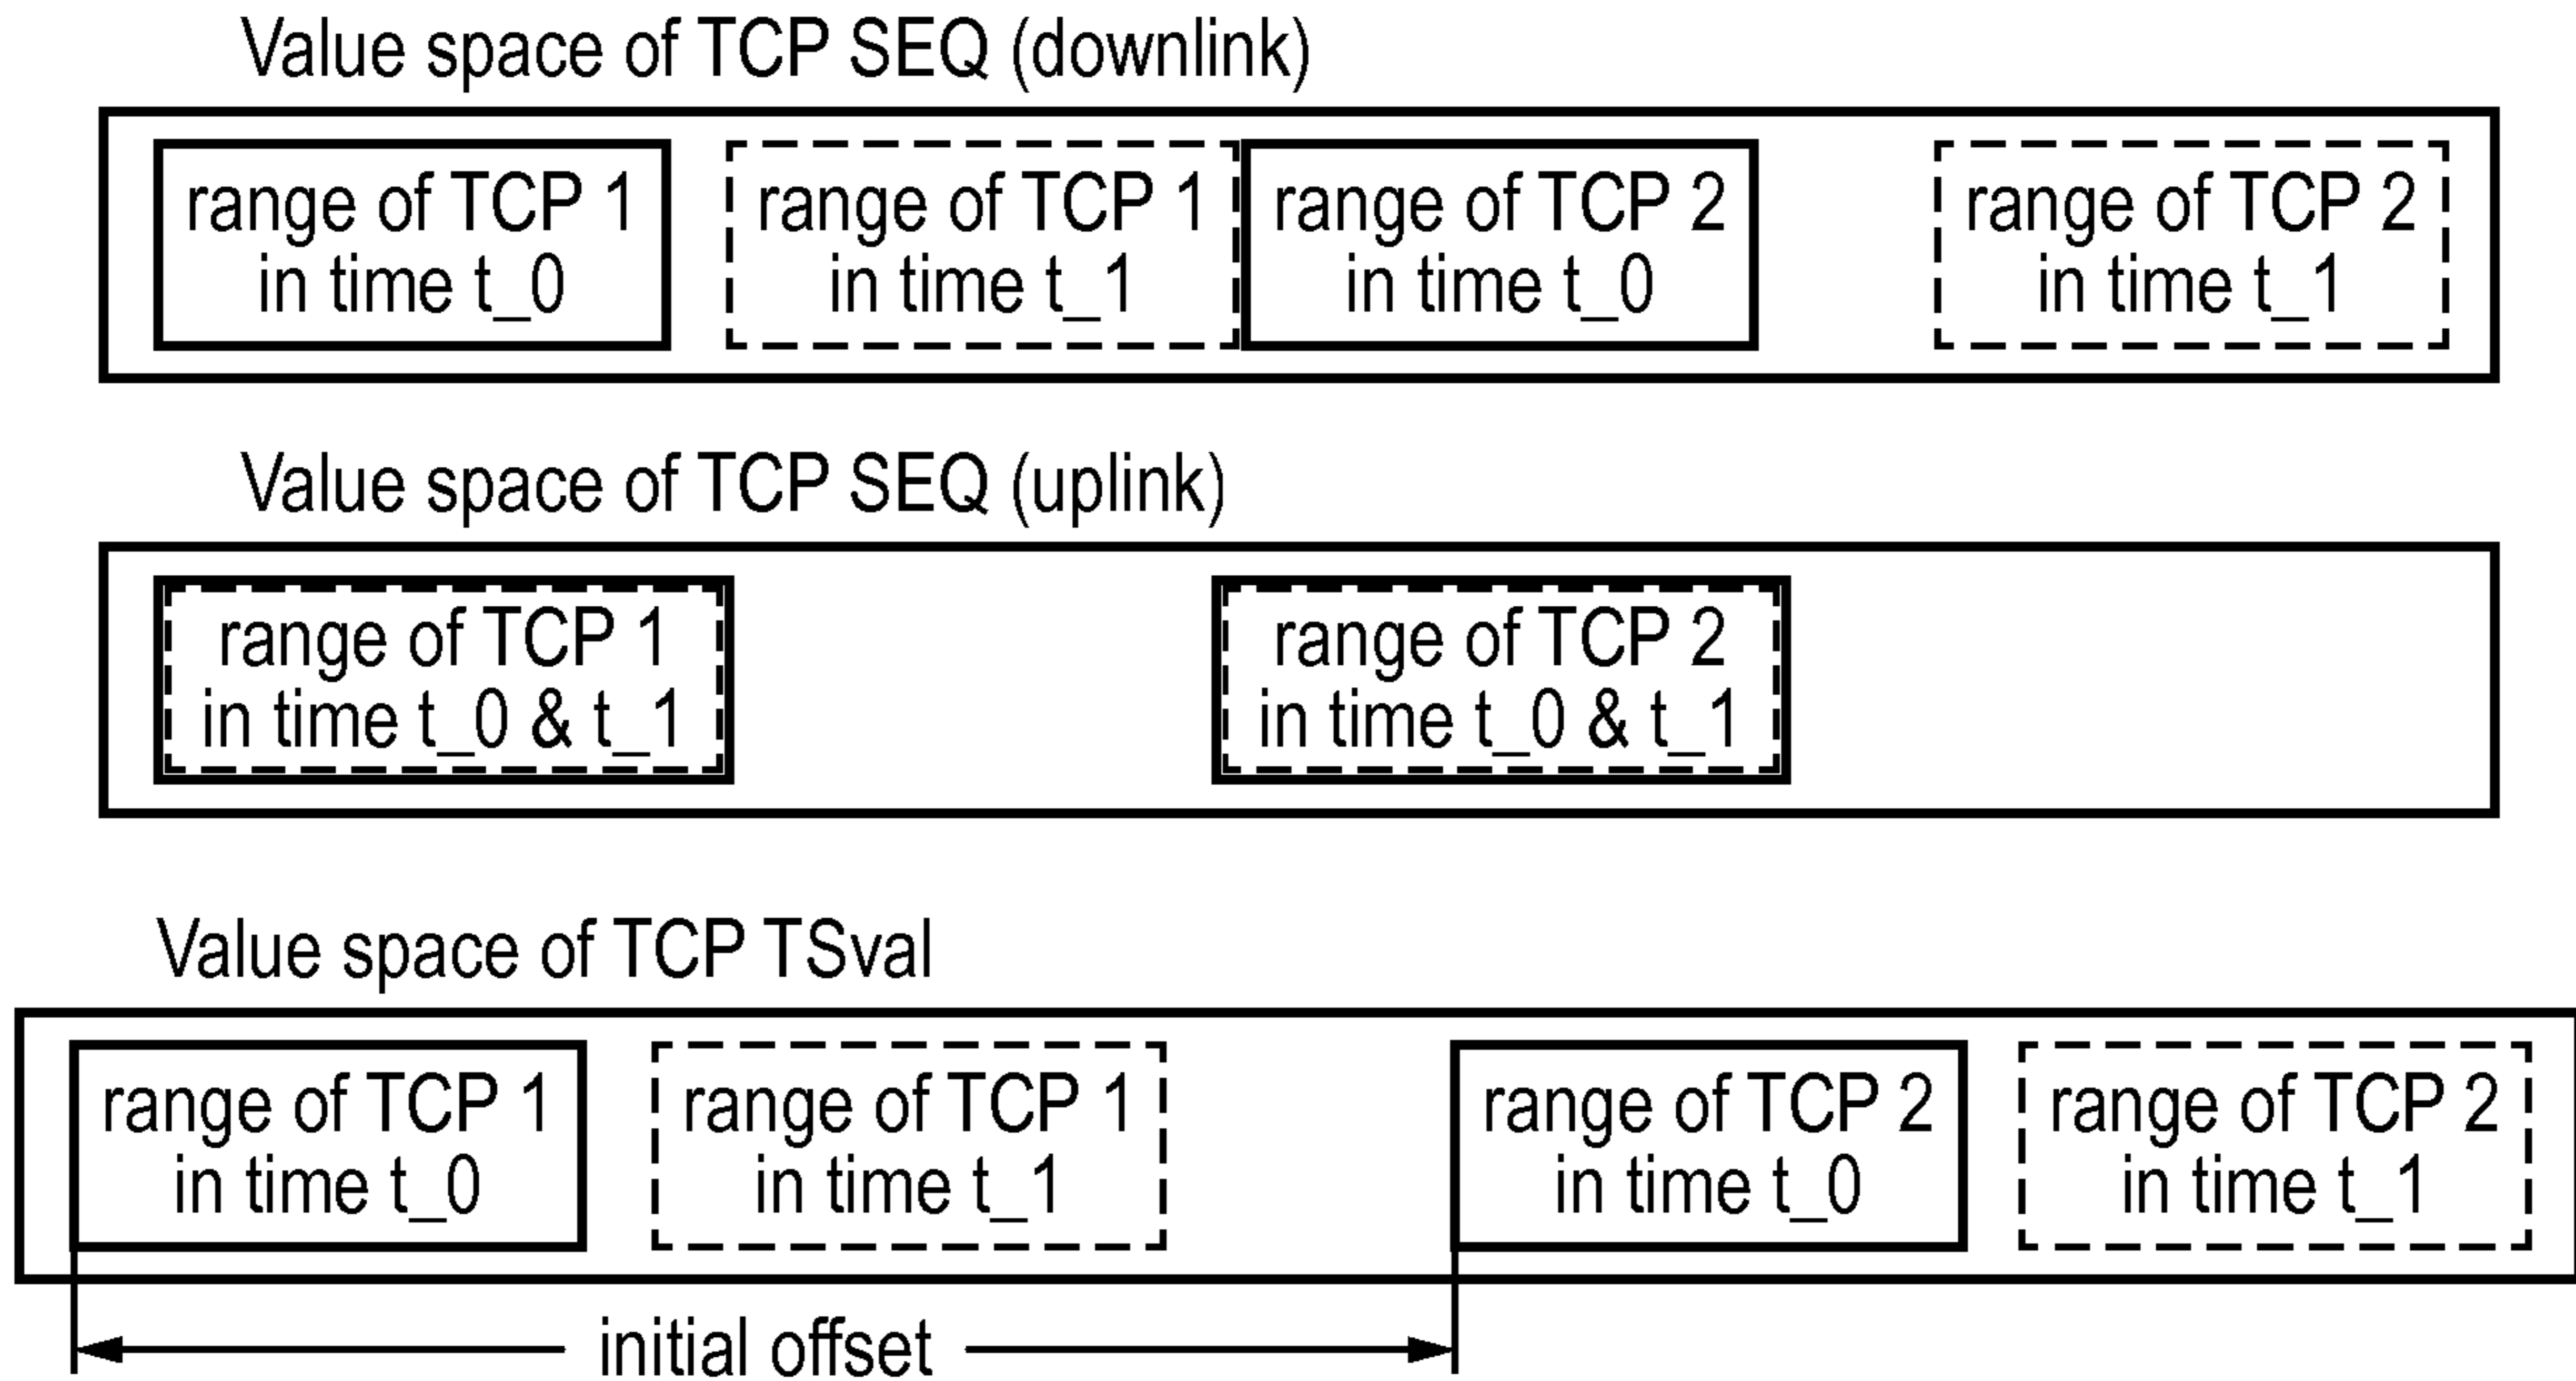 Value space of TCP SEQ (downlink)
range of TCP 1
in time t_0
range of TCP 1
in time t_1
range of TCP 2
in time t_0
range of TCP 2
in time t_1
Value space of TCP SEQ (uplink)
range of TCP 1
in time t_0 & t_1
range of TCP 2
in time t_0 & t_1
Value space of TCP TSval
range of TCP 1
in time t_0
range of TCP 1
in time t_1
range of TCP 2
in time t_0
range of TCP 2
in time t_1
initial offset